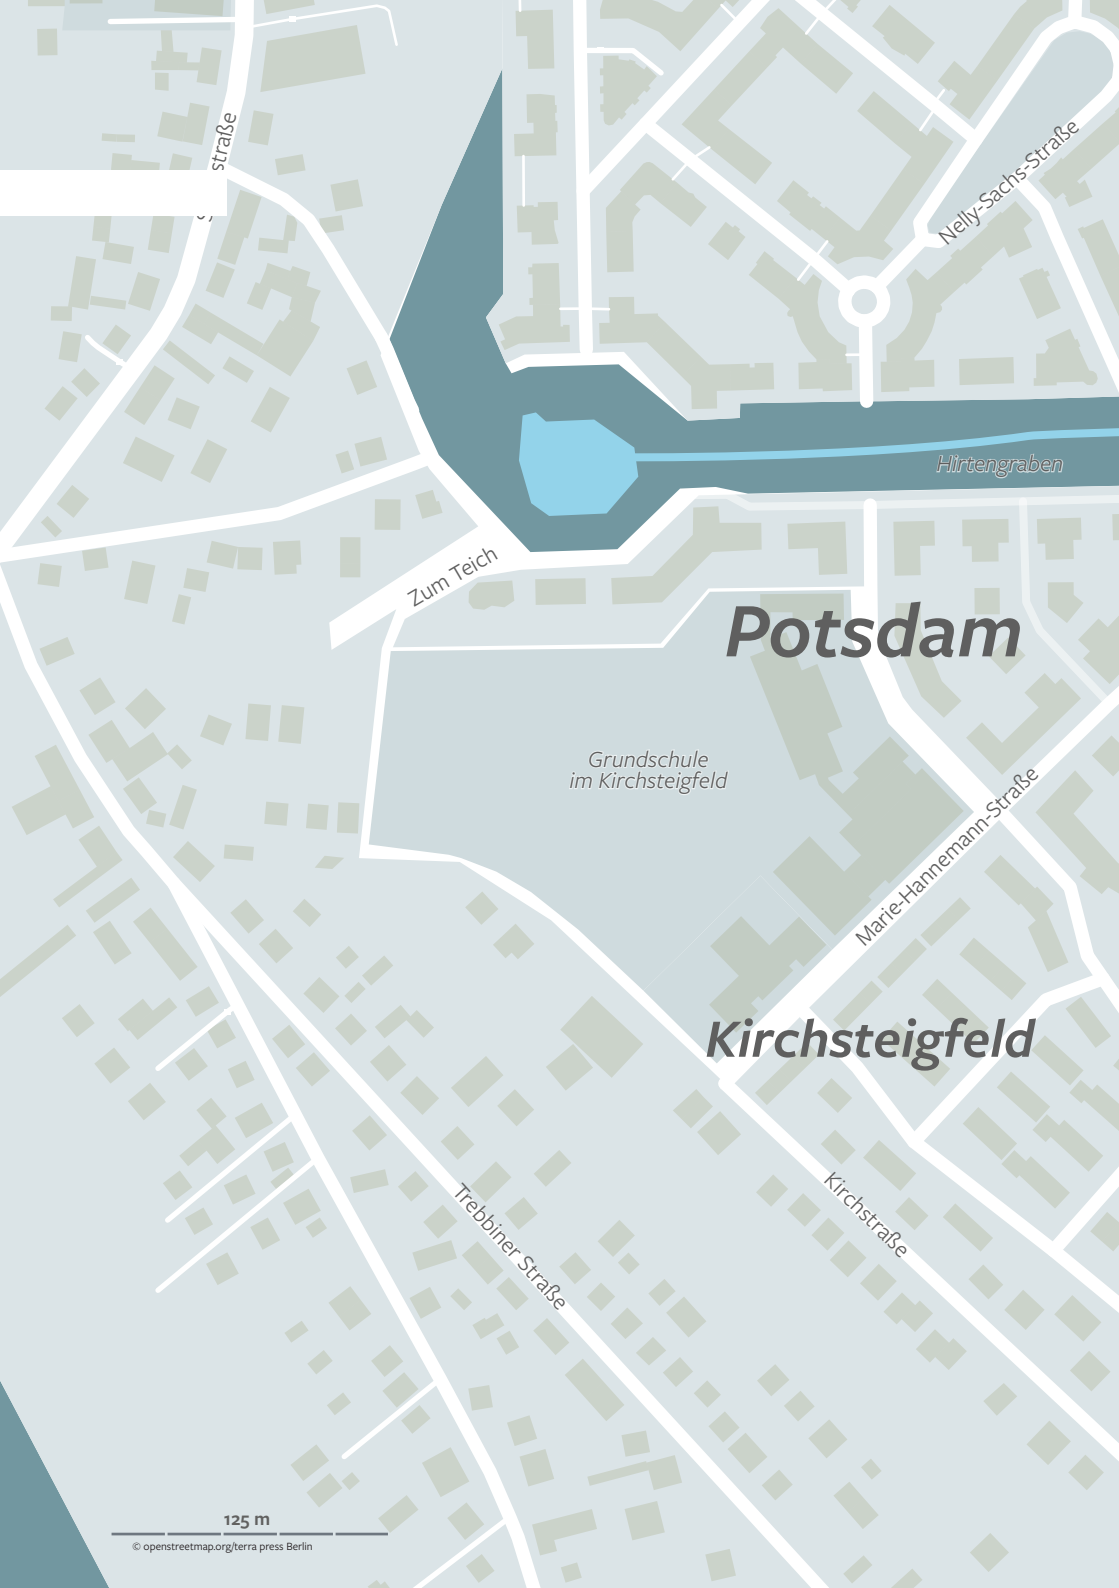 straße
Nelly-Sachs-Straße
Hirtengraben
Zum Teich
Potsdam
Grundschule
im Kirchsteigfeld
Marie-Hannemann-Straße
Kirchsteigfeld
Kirchstraße
Trebbiner Straße
125 m
© openstreetmap.org/terra press Berlin